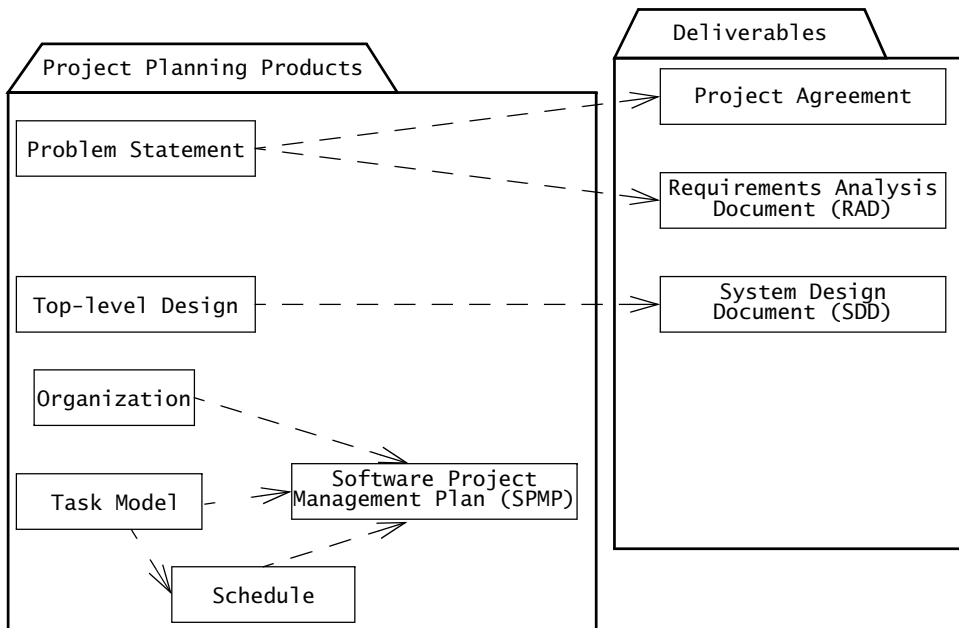 Project Planning Products
Problem Statement
Top-level Design
Organization
Task Model
Software Project
Management Plan (SPMP)
Schedule
Deliverables
Project Agreement
Requirements Analysis
Document (RAD)
System Design
Document (SDD)